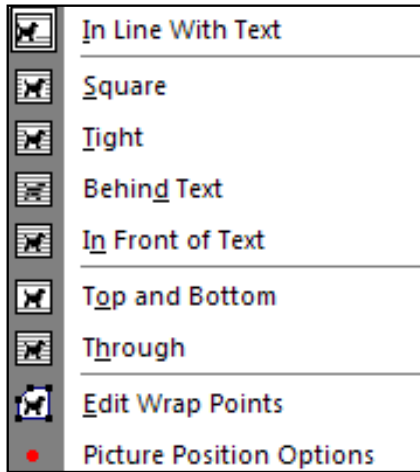 In Line With Text
Square
Tight
Behind Text
In Front of Text
Top and Bottom
Through
Edit Wrap Points
Picture Position Options